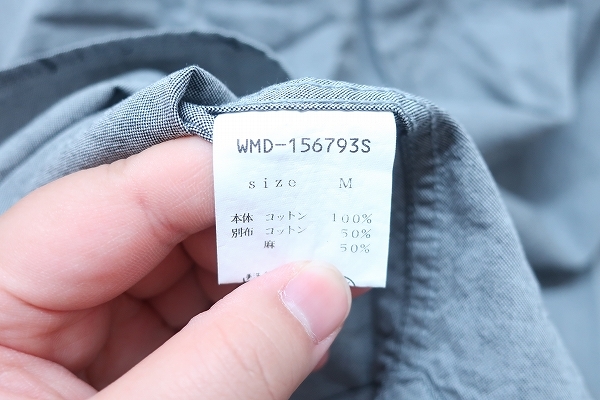 WMD-156793S
size M
本体 コットン 100%
別布 コットン 50%
麻 50%